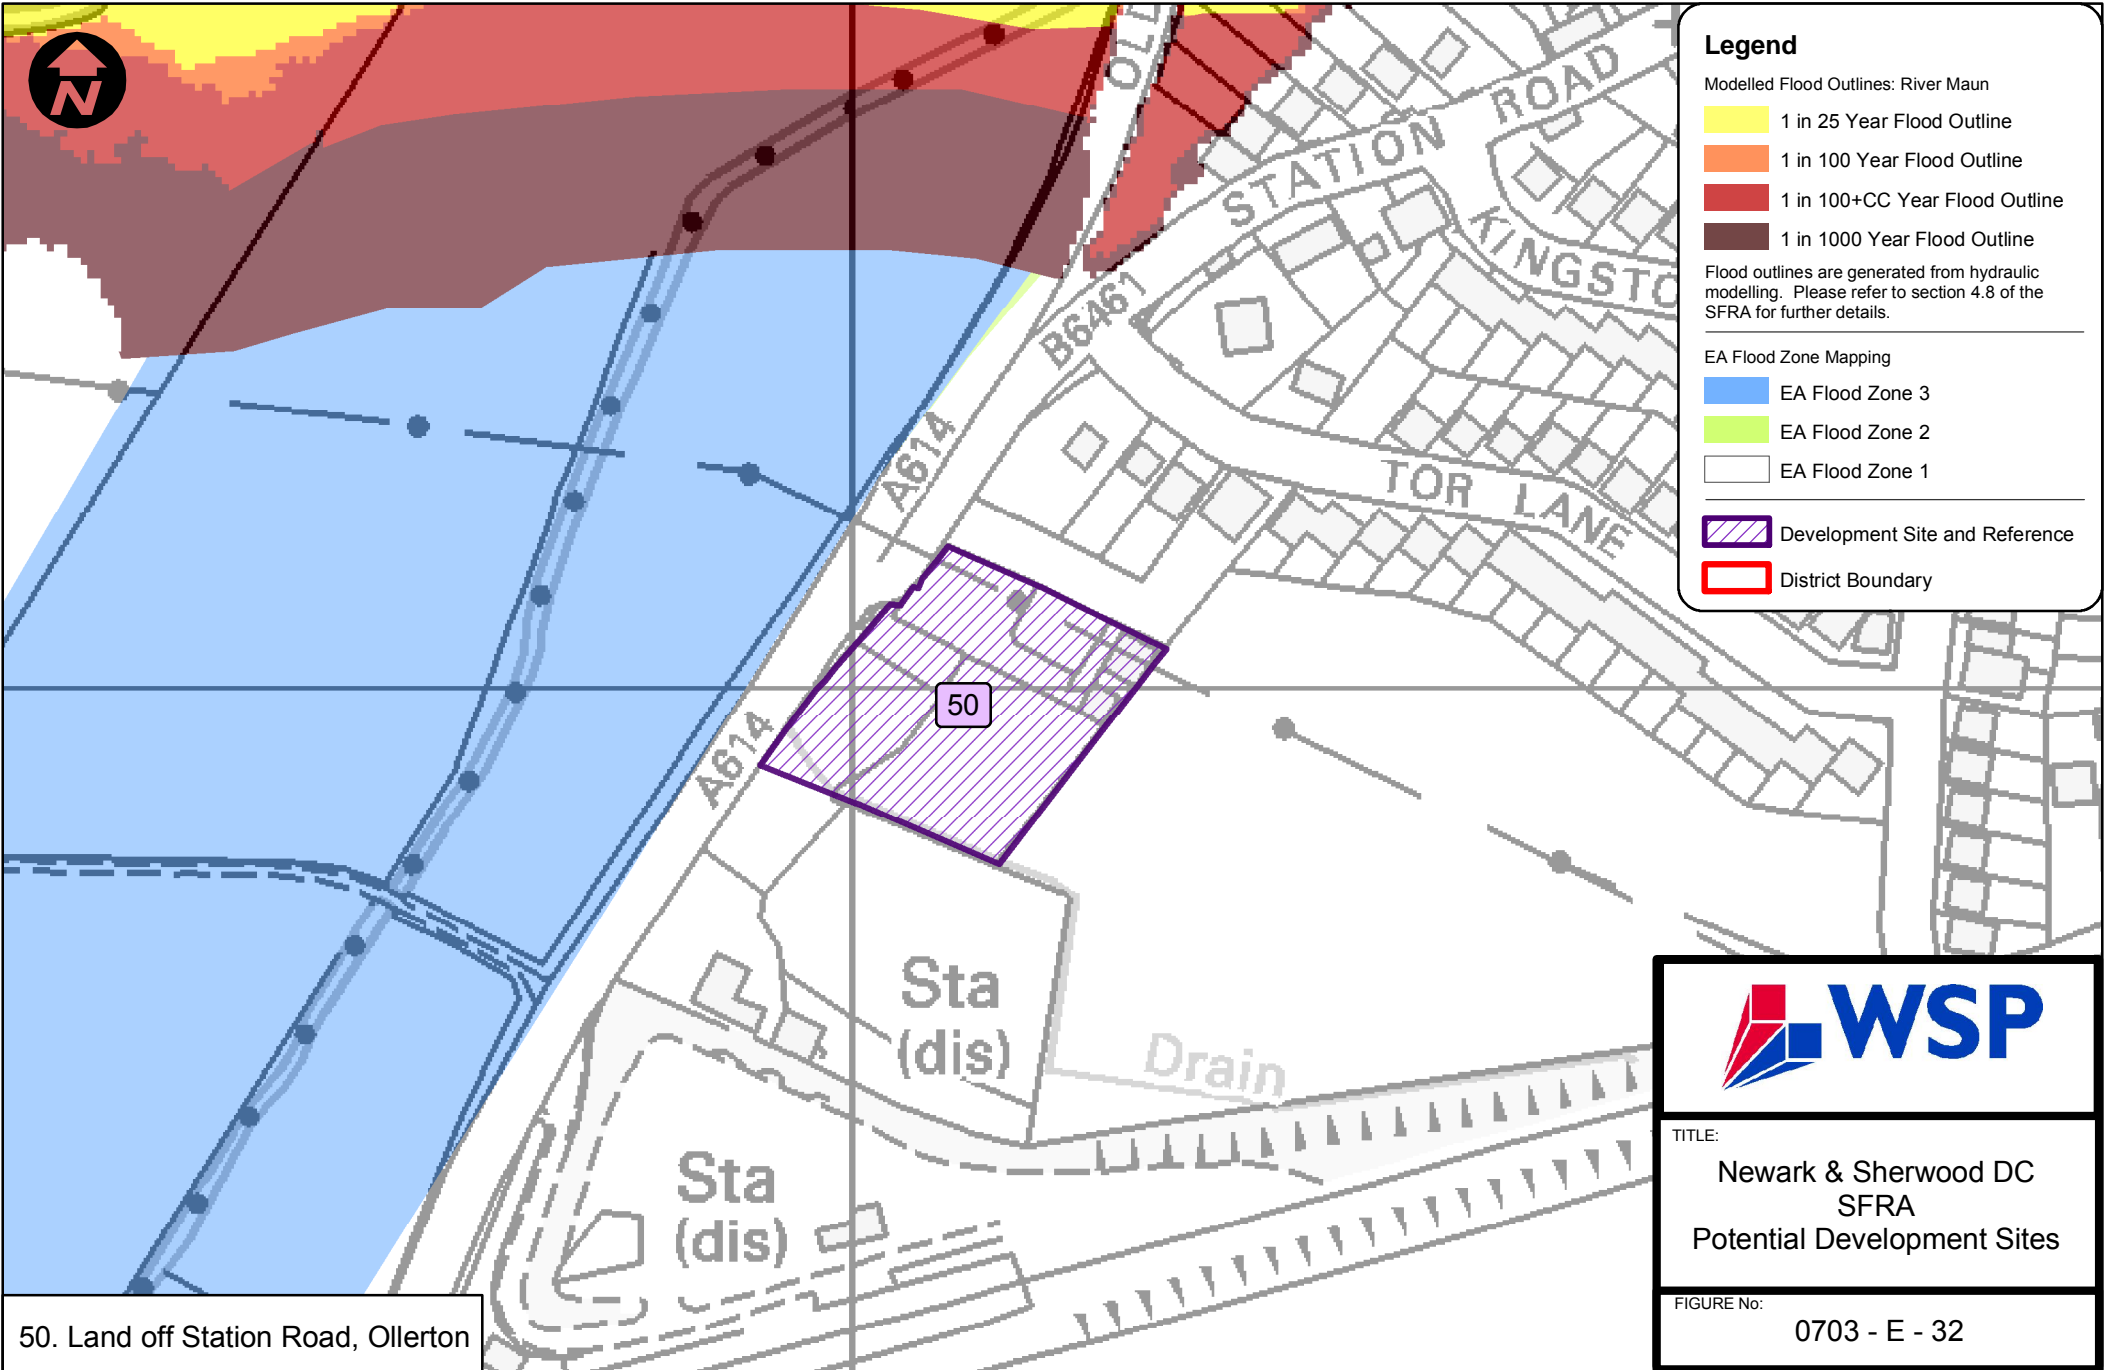 N
OLL
STATION ROAD
KINGSTO
B6461
A614
TOR LANE
50
A614
Sta
(dis)
Drain
Sta
(dis)
50. Land off Station Road, Ollerton
Legend
Modelled Flood Outlines: River Maun
1 in 25 Year Flood Outline
1 in 100 Year Flood Outline
1 in 100+CC Year Flood Outline
1 in 1000 Year Flood Outline
Flood outlines are generated from hydraulic
modelling. Please refer to section 4.8 of the
SFRA for further details.
EA Flood Zone Mapping
EA Flood Zone 3
EA Flood Zone 2
EA Flood Zone 1
Development Site and Reference
District Boundary
WSP
TITLE:
Newark & Sherwood DC
SFRA
Potential Development Sites
FIGURE No:
0703 - E - 32